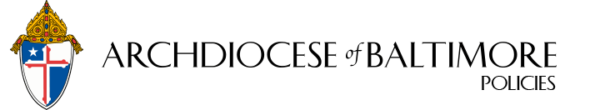 ARCHDIOCESE of BALTIMORE
POLICIES